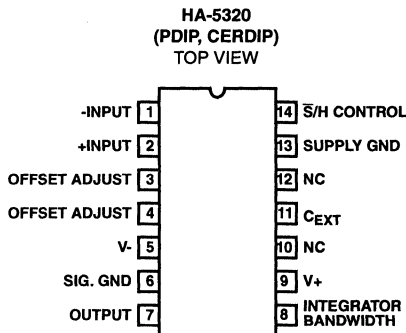 HA-5320
(PDIP, CERDIP)
TOP VIEW
-INPUT 1
+INPUT 2
OFFSET ADJUST 3
OFFSET ADJUST 4
V- 5
SIG. GND 6
OUTPUT 7
14 S̅/H CONTROL
13 SUPPLY GND
12 NC
11 C_EXT
10 NC
9 V+
8 INTEGRATOR
BANDWIDTH